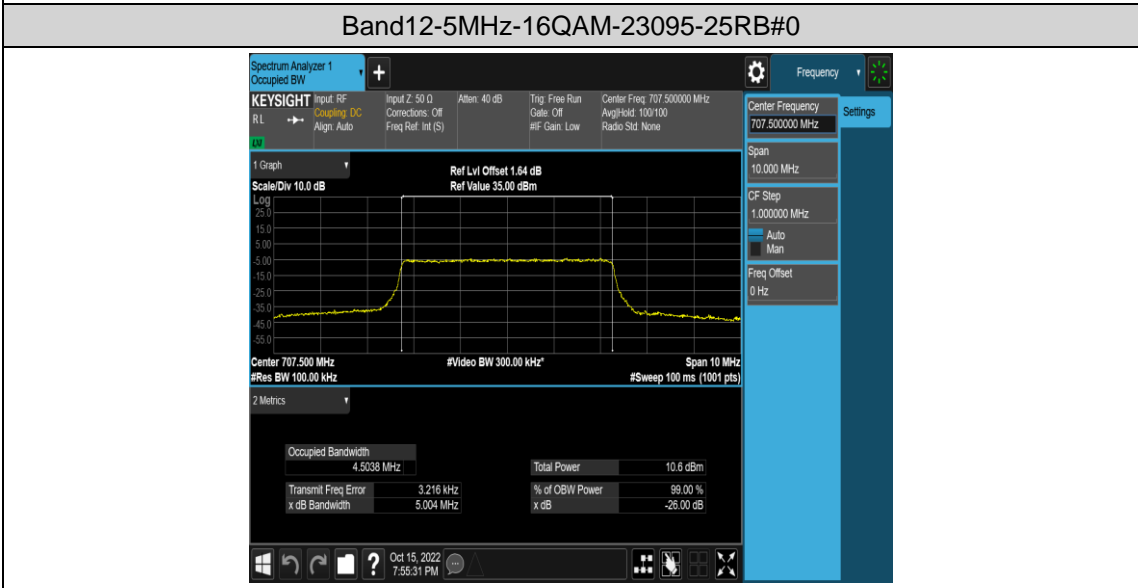 Band12-5MHz-16QAM-23095-25RB#0
Spectrum Analyzer 1
Occupied BW
+
Frequency
KEYSIGHT
RL
Input: RF
Coupling: DC
Align: Auto
Input Z: 50 Ω
Corrections: Off
Freq Ref: Int (S)
Atten: 40 dB
Trig: Free Run
Gate: Off
#IF Gain: Low
Center Freq: 707.500000 MHz
Avg|Hold: 100/100
Radio Std: None
Center Frequency
707.500000 MHz
Settings
Span
10.000 MHz
CF Step
1.000000 MHz
Auto
Man
Freq Offset
0 Hz
1 Graph
Scale/Div 10.0 dB
Ref Lvl Offset 1.64 dB
Ref Value 35.00 dBm
Log
25.0
15.0
5.00
-5.00
-15.0
-25.0
-35.0
-45.0
-55.0
Center 707.500 MHz
#Video BW 300.00 kHz*
Span 10 MHz
#Res BW 100.00 kHz
#Sweep 100 ms (1001 pts)
2 Metrics
Occupied Bandwidth
4.5038 MHz
Total Power 10.6 dBm
Transmit Freq Error 3.216 kHz
% of OBW Power 99.00 %
x dB Bandwidth 5.004 MHz
x dB -26.00 dB
?
Oct 15, 2022
7:55:31 PM